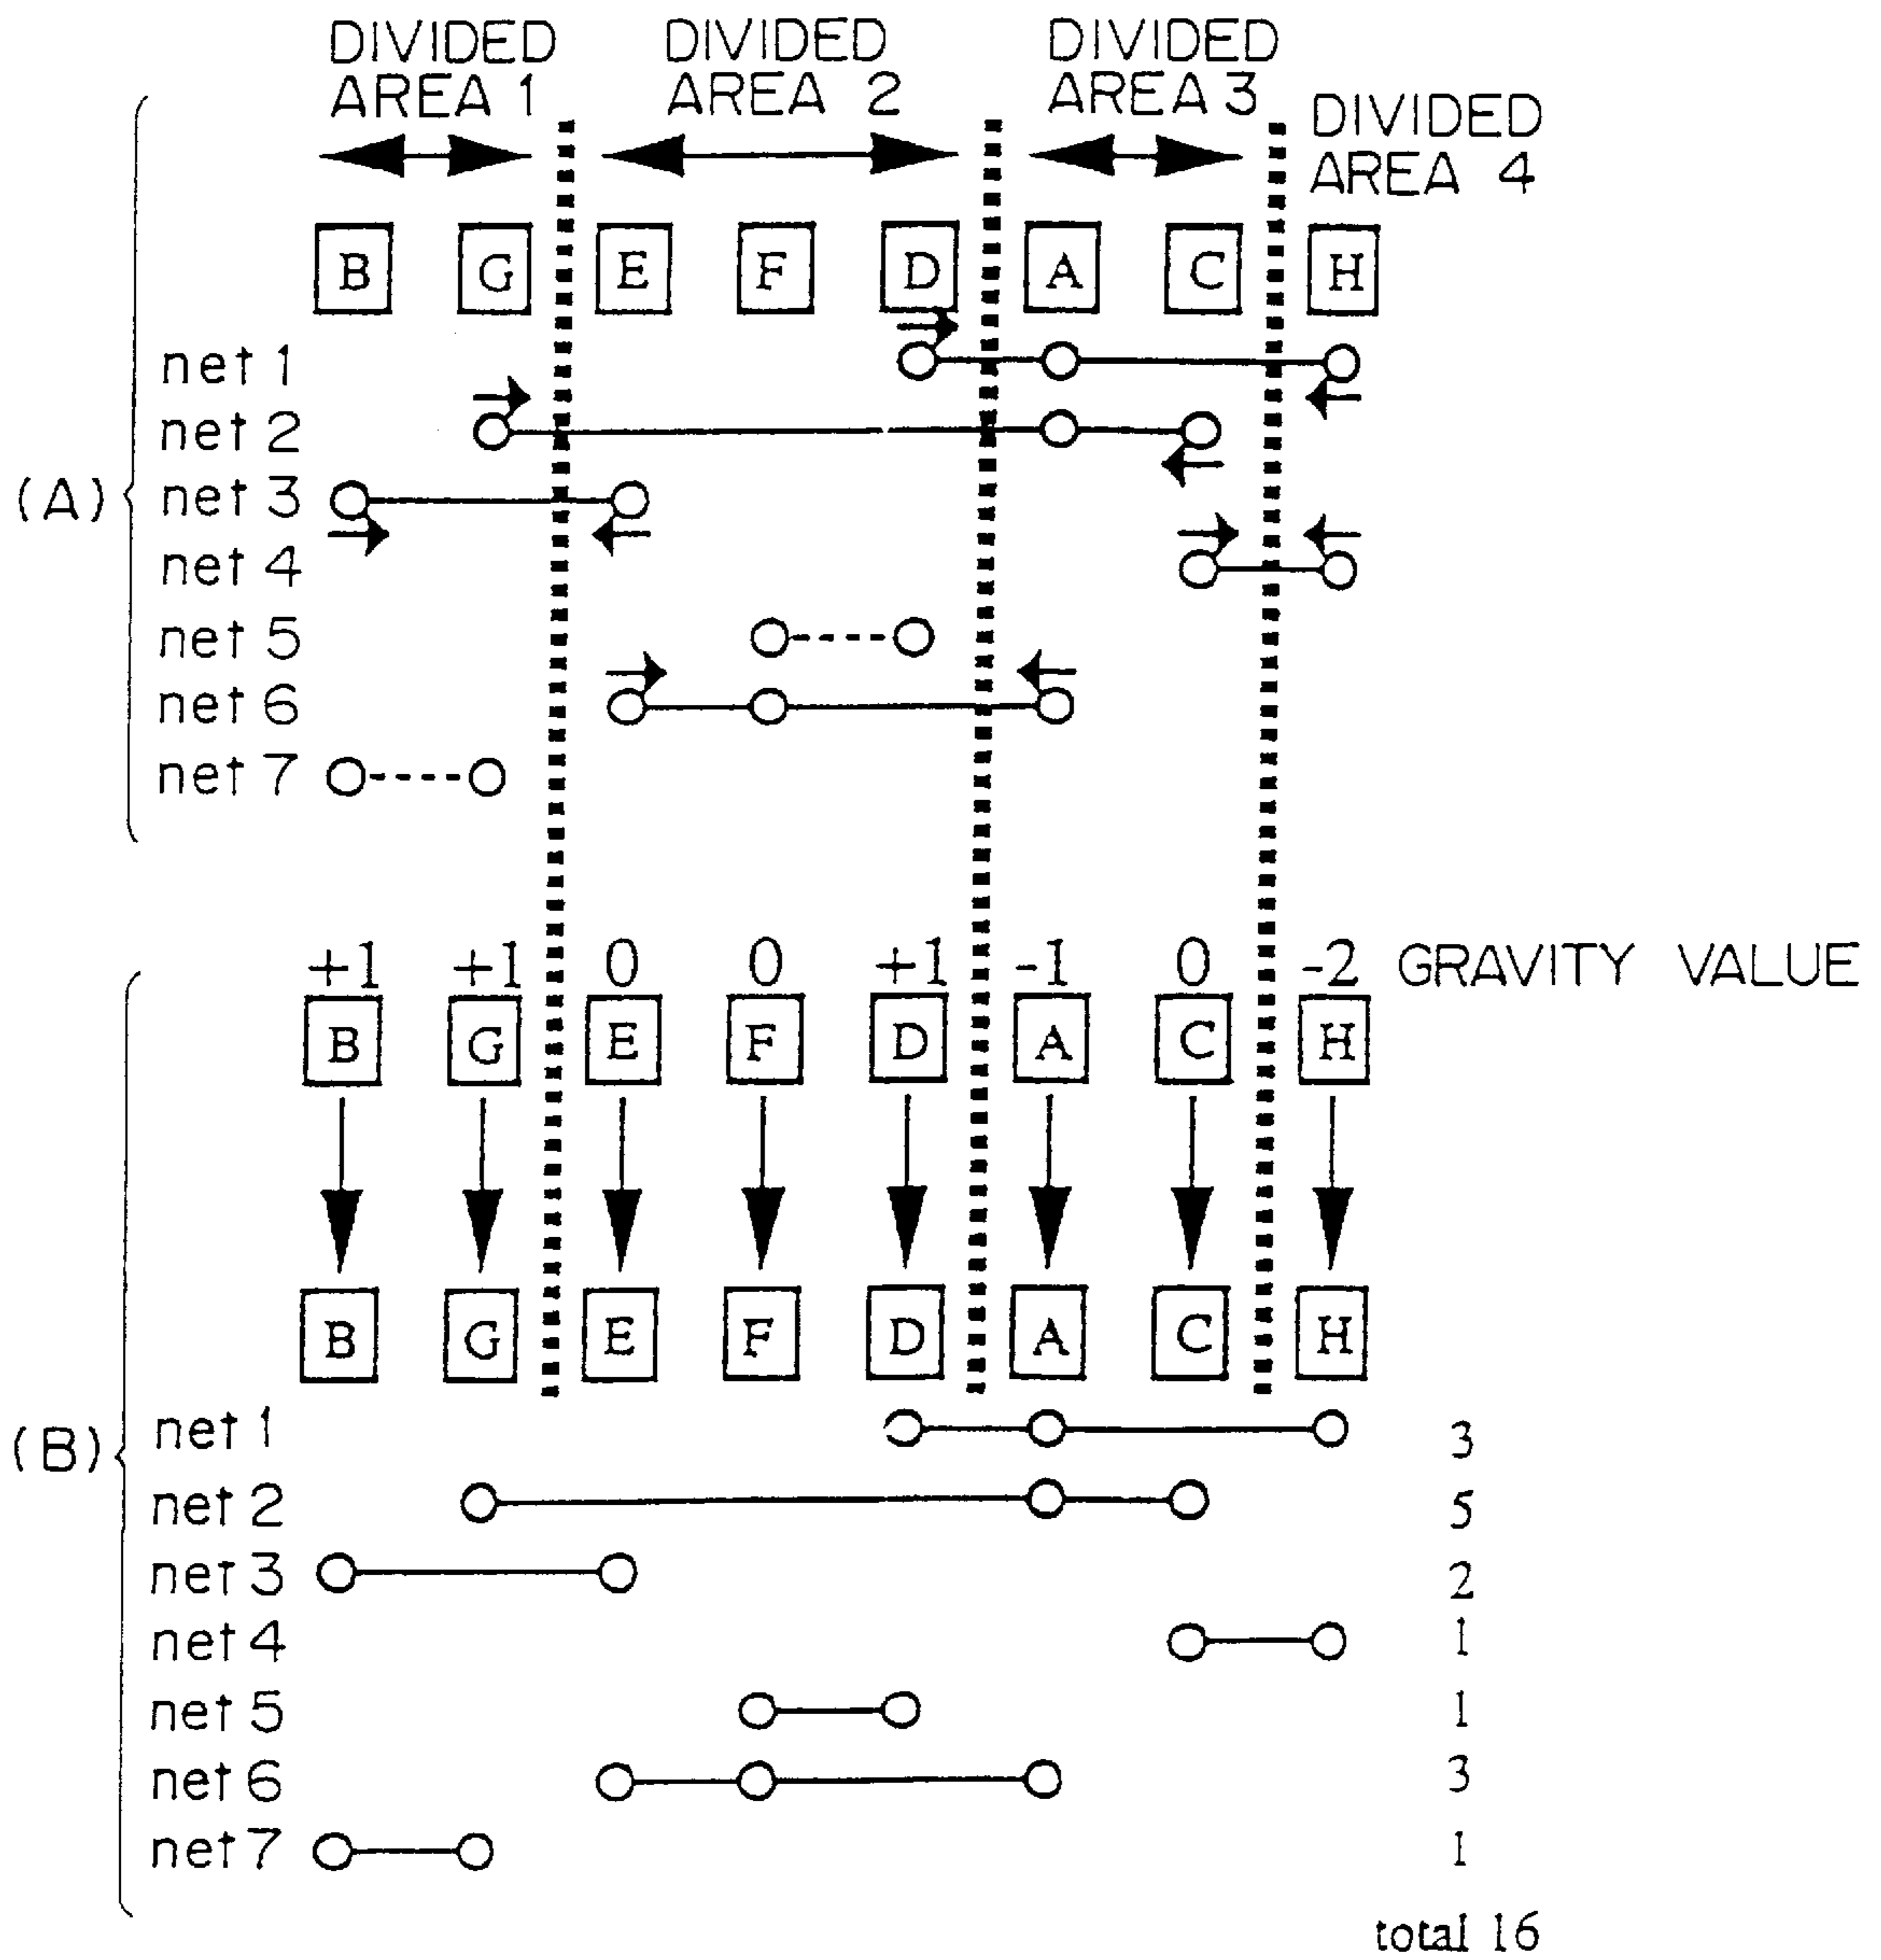 DIVIDED AREA 1
DIVIDED AREA 2
DIVIDED AREA 3
DIVIDED AREA 4
B G E F D A C H
(A)
net 1
net 2
net 3
net 4
net 5
net 6
net 7
+1 +1 0 0 +1 -1 0 -2 GRAVITY VALUE
B G E F D A C H
B G E F D A C H
(B)
net 1 3
net 2 5
net 3 2
net 4 1
net 5 1
net 6 3
net 7 1
total 16